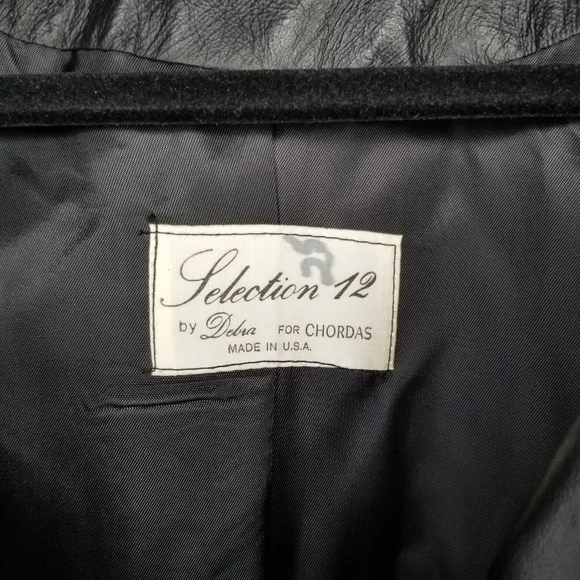 Selection 12
by Debra FOR CHORDAS
MADE IN U.S.A.